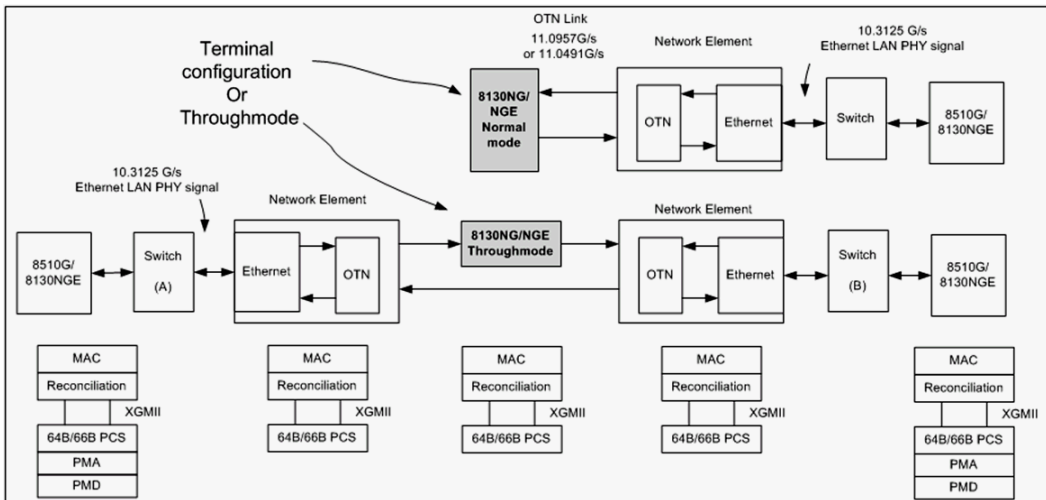 OTN Link
11.0957G/s
or 11.0491G/s
Network Element
10.3125 G/s
Ethernet LAN PHY signal
Terminal
configuration
Or
Throughmode
8130NG/
NGE
Normal
mode
OTN
Ethernet
Switch
8510G/
8130NGE
10.3125 G/s
Ethernet LAN PHY signal
Network Element
8130NG/NGE
Throughmode
Network Element
8510G/
8130NGE
Switch
(A)
Ethernet
OTN
OTN
Ethernet
Switch
(B)
8510G/
8130NGE
MAC
Reconciliation
XGMII
64B/66B PCS
PMA
PMD
MAC
Reconciliation
XGMII
64B/66B PCS
MAC
Reconciliation
XGMII
64B/66B PCS
MAC
Reconciliation
XGMII
64B/66B PCS
MAC
Reconciliation
XGMII
64B/66B PCS
PMA
PMD